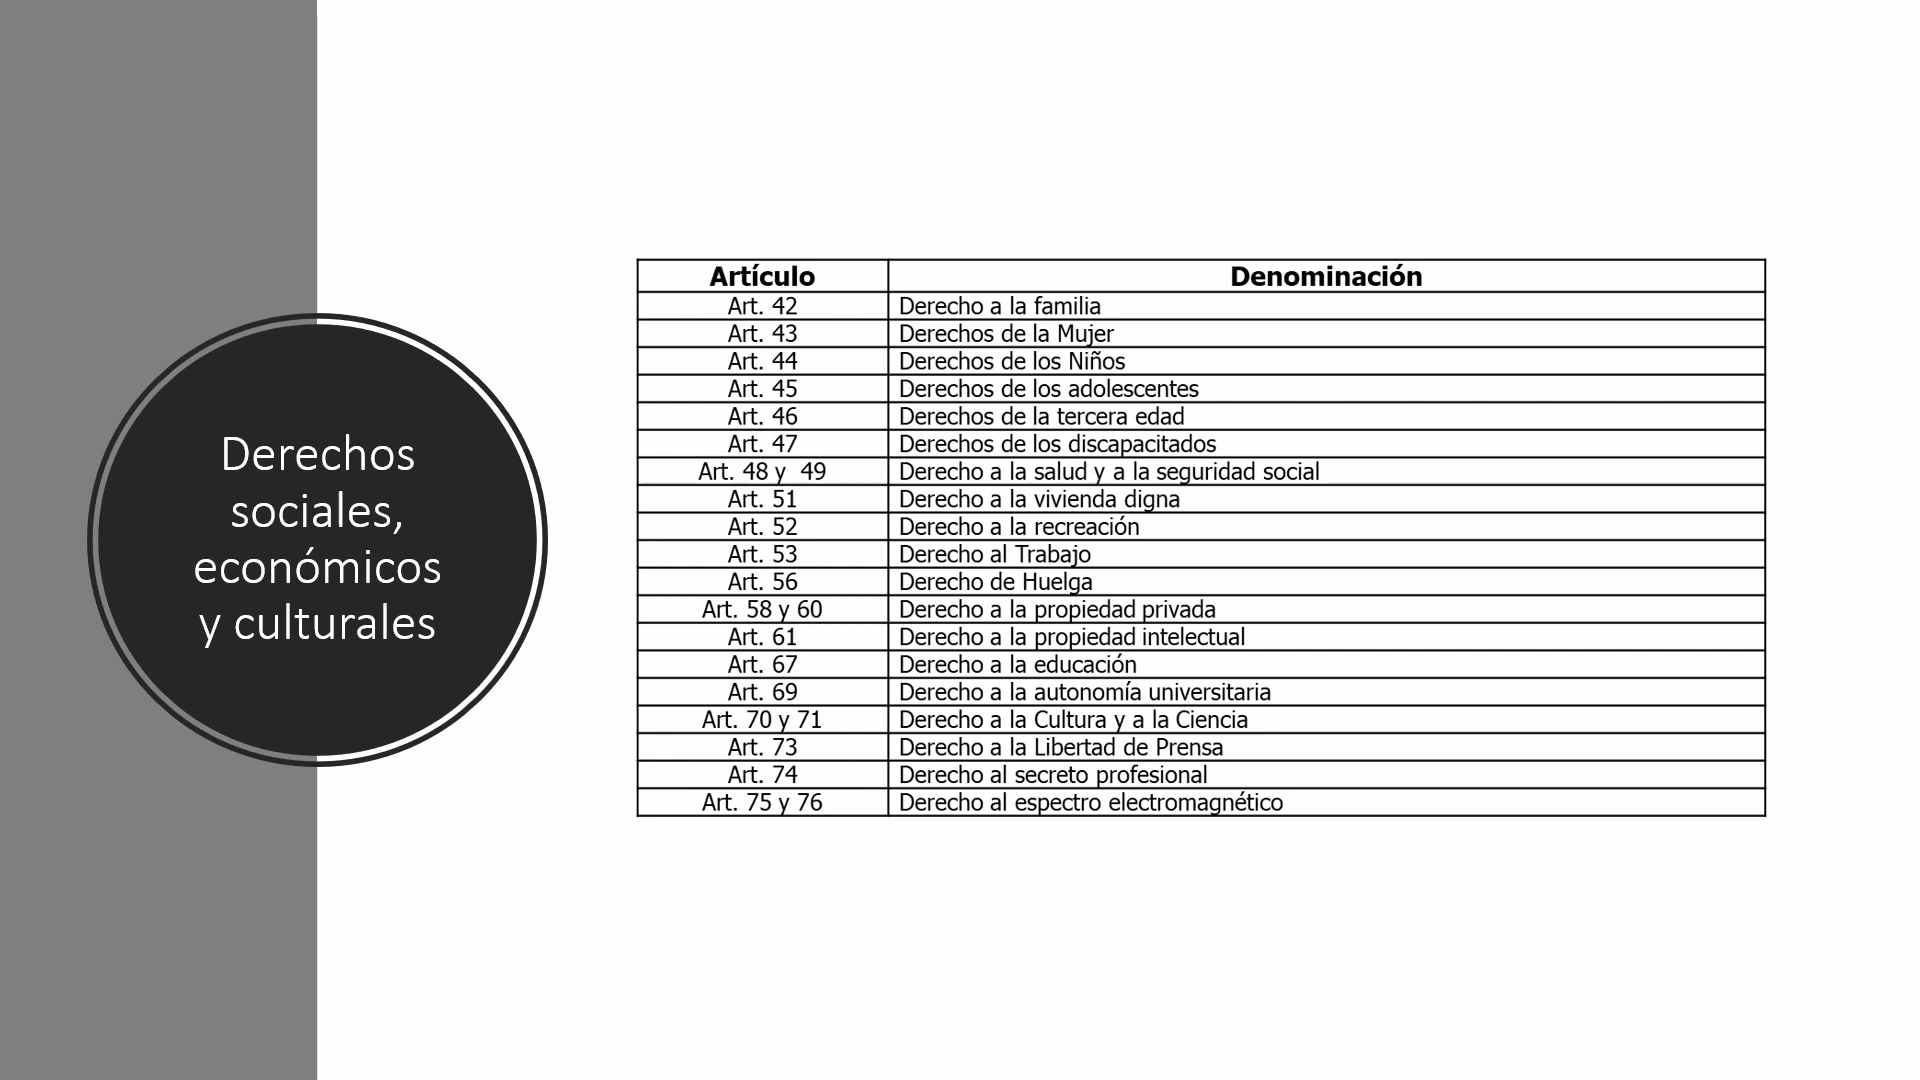 Derechos
sociales,
económicos
y culturales
Artículo Denominación
Art. 42 Derecho a la familia
Art. 43 Derechos de la Mujer
Art. 44 Derechos de los Niños
Art. 45 Derechos de los adolescentes
Art. 46 Derechos de la tercera edad
Art. 47 Derechos de los discapacitados
Art. 48 y  49 Derecho a la salud y a la seguridad social
Art. 51 Derecho a la vivienda digna
Art. 52 Derecho a la recreación
Art. 53 Derecho al Trabajo
Art. 56 Derecho de Huelga
Art. 58 y 60 Derecho a la propiedad privada
Art. 61 Derecho a la propiedad intelectual
Art. 67 Derecho a la educación
Art. 69 Derecho a la autonomía universitaria
Art. 70 y 71 Derecho a la Cultura y a la Ciencia
Art. 73 Derecho a la Libertad de Prensa
Art. 74 Derecho al secreto profesional
Art. 75 y 76 Derecho al espectro electromagnético